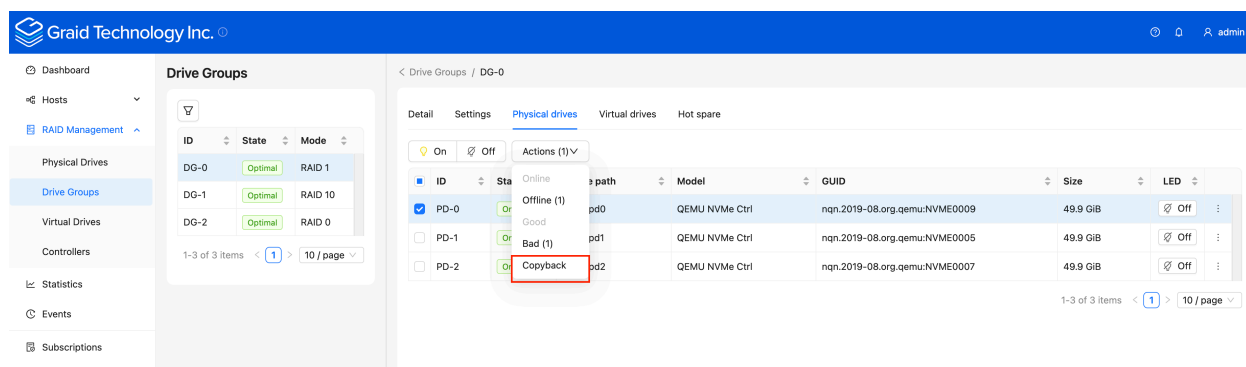 Graid Technology Inc.
admin
Dashboard
Hosts
RAID Management
Physical Drives
Drive Groups
Virtual Drives
Controllers
Statistics
Events
Subscriptions
Drive Groups
ID State Mode
DG-0 Optimal RAID 1
DG-1 Optimal RAID 10
DG-2 Optimal RAID 0
1-3 of 3 items < 1 > 10 / page
< Drive Groups / DG-0
Detail Settings Physical drives Virtual drives Hot spare
On Off Actions (1)
Online
Offline (1)
Good
Bad (1)
Copyback
ID Sta e path Model GUID Size LED
PD-0 On pd0 QEMU NVMe Ctrl nqn.2019-08.org.qemu:NVME0009 49.9 GiB Off
PD-1 On pd1 QEMU NVMe Ctrl nqn.2019-08.org.qemu:NVME0005 49.9 GiB Off
PD-2 On pd2 QEMU NVMe Ctrl nqn.2019-08.org.qemu:NVME0007 49.9 GiB Off
1-3 of 3 items < 1 > 10 / page